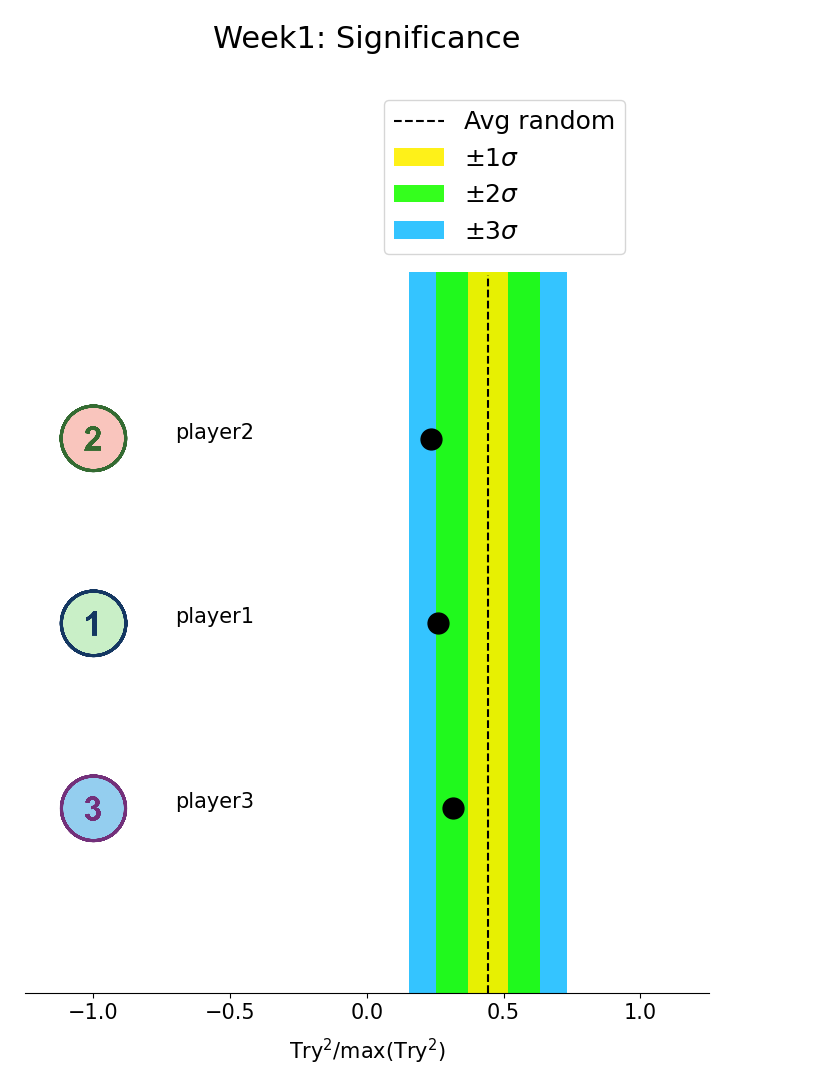 Week1: Significance
Avg random
±1σ
±2σ
±3σ
2 player2
1 player1
3 player3
−1.0 −0.5 0.0 0.5 1.0
Try²/max(Try²)